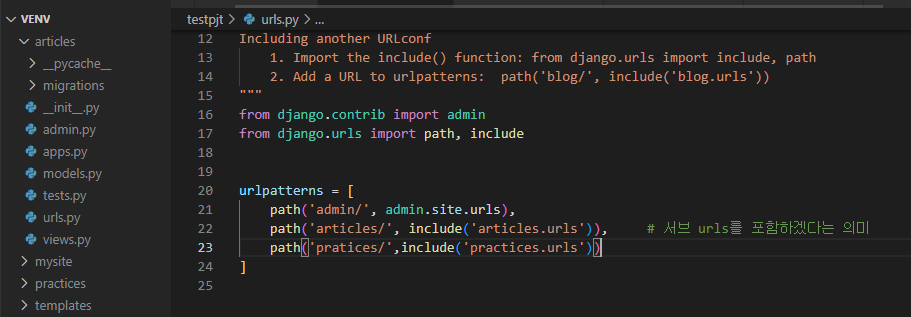 VENV
articles
__pycache__
migrations
__init__.py
admin.py
apps.py
models.py
tests.py
urls.py
views.py
mysite
practices
templates
testpjt > urls.py > ...
12 Including another URLconf
13     1. Import the include() function: from django.urls import include, path
14     2. Add a URL to urlpatterns:  path('blog/', include('blog.urls'))
15 """
16 from django.contrib import admin
17 from django.urls import path, include
18
19
20 urlpatterns = [
21     path('admin/', admin.site.urls),
22     path('articles/', include('articles.urls')),     # 서브 urls를 포함하겠다는 의미
23     path('pratices/',include('practices.urls'))
24 ]
25